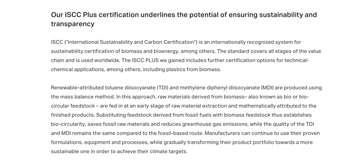 Our ISCC Plus certification underlines the potential of ensuring sustainability and
transparency
ISCC ("International Sustainability and Carbon Certification") is an internationally recognized system for
sustainability certification of biomass and bioenergy, among others. The standard covers all stages of the value
chain and is used worldwide. The ISCC PLUS we gained includes further certification options for technical-
chemical applications, among others, including plastics from biomass.
Renewable-attributed toluene diisocyanate (TDI) and methylene diphenyl diisocyanate (MDI) are produced using
the mass balance method. In this approach, raw materials derived from biomass- also known as bio or bio-
circular feedstock – are fed in at an early stage of raw material extraction and mathematically attributed to the
finished products. Substituting feedstock derived from fossil fuels with biomass feedstock thus establishes
bio-circularity, saves fossil raw materials and reduces greenhouse gas emissions, while the quality of the TDI
and MDI remains the same compared to the fossil-based route. Manufacturers can continue to use their proven
formulations, equipment and processes, while gradually transforming their product portfolio towards a more
sustainable one in order to achieve their climate targets.